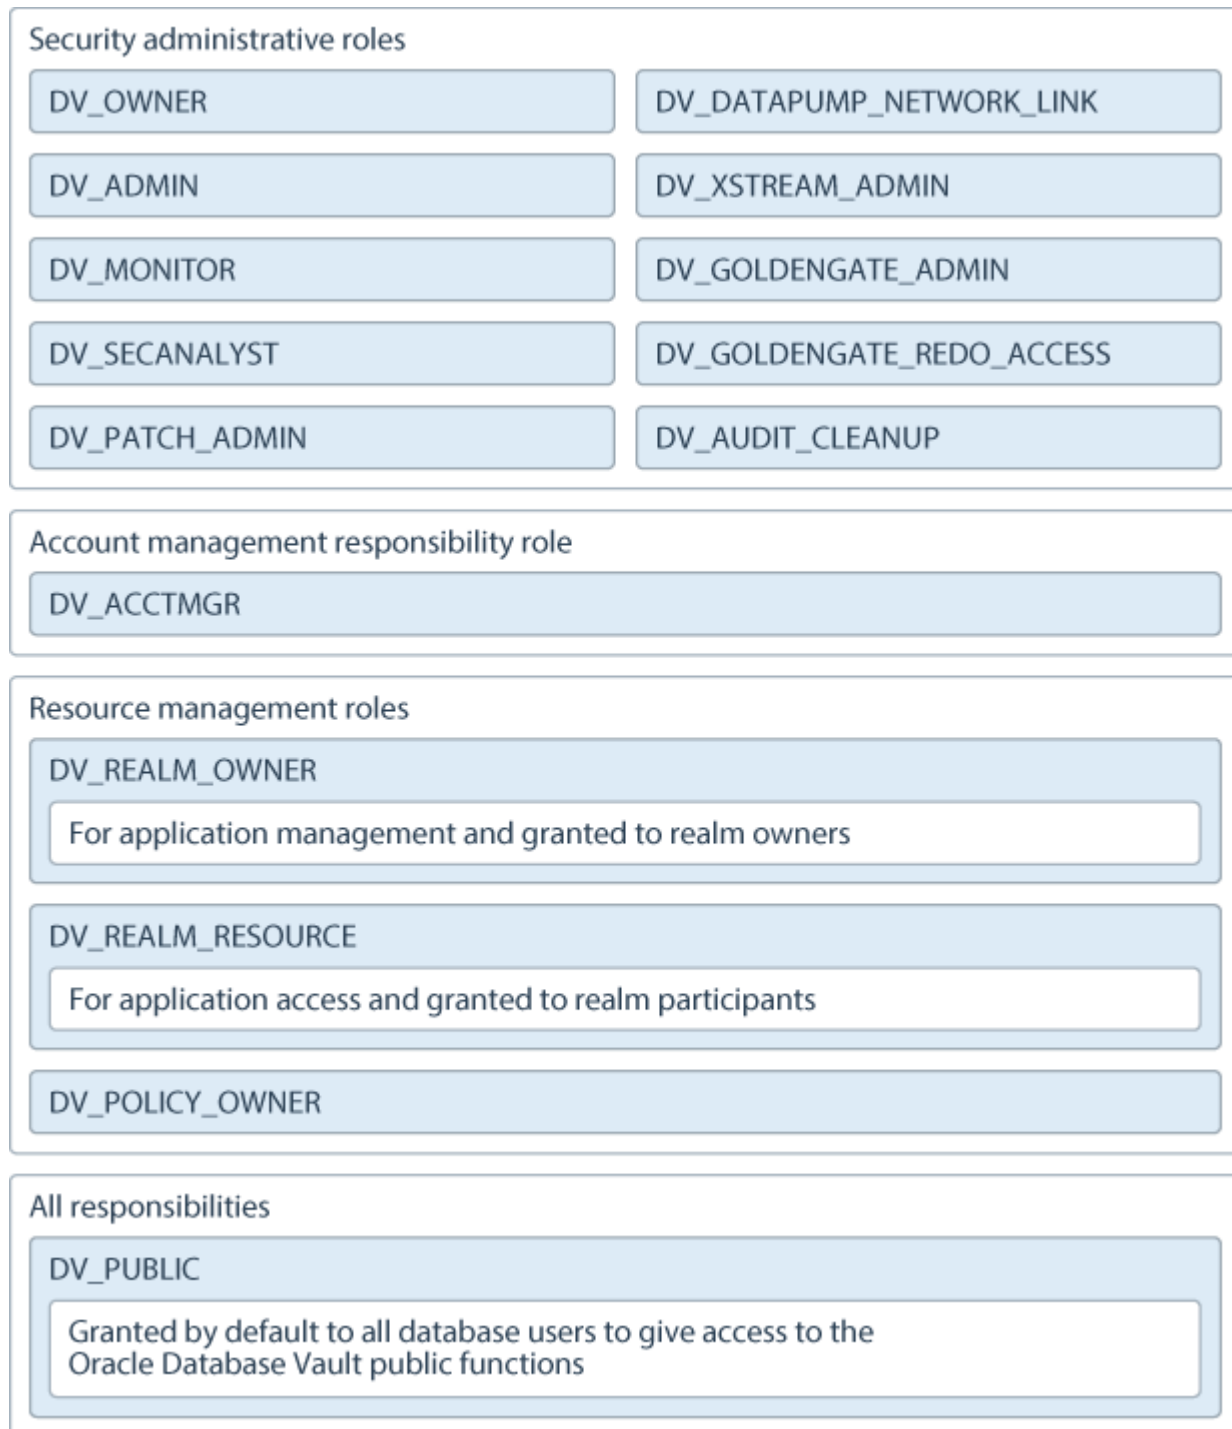 Security administrative roles
DV_OWNER
DV_DATAPUMP_NETWORK_LINK
DV_ADMIN
DV_XSTREAM_ADMIN
DV_MONITOR
DV_GOLDENGATE_ADMIN
DV_SECANALYST
DV_GOLDENGATE_REDO_ACCESS
DV_PATCH_ADMIN
DV_AUDIT_CLEANUP
Account management responsibility role
DV_ACCTMGR
Resource management roles
DV_REALM_OWNER
For application management and granted to realm owners
DV_REALM_RESOURCE
For application access and granted to realm participants
DV_POLICY_OWNER
All responsibilities
DV_PUBLIC
Granted by default to all database users to give access to the
Oracle Database Vault public functions